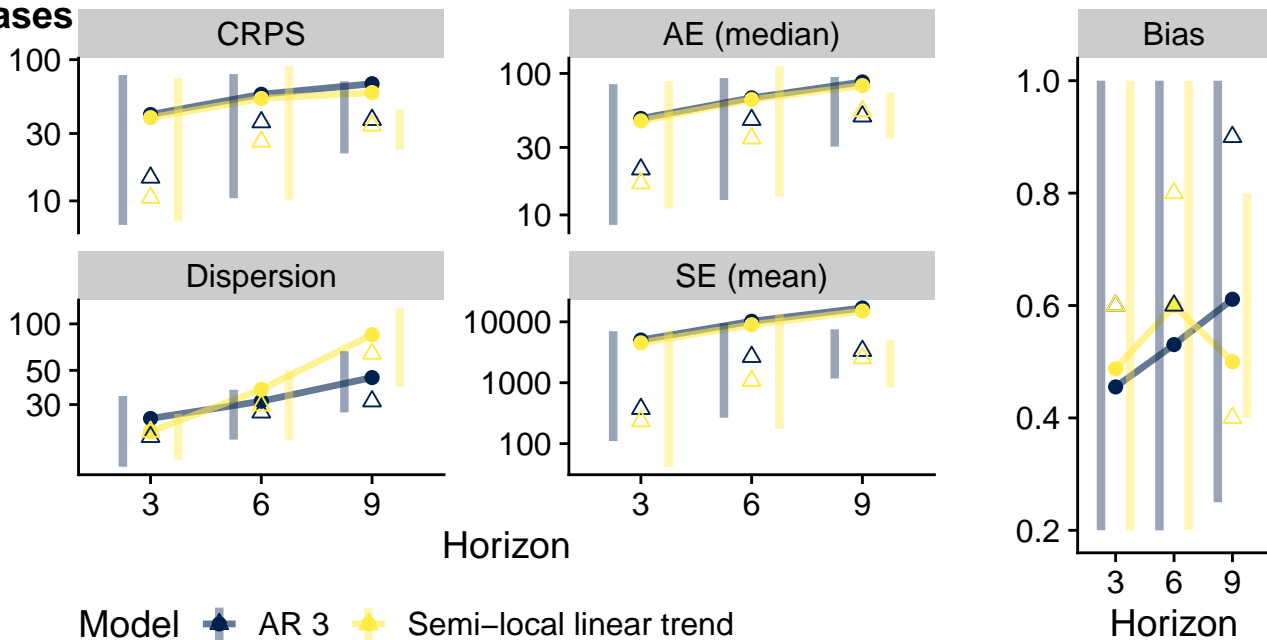 ases
CRPS
AE (median)
Bias
100
30
10
100
30
10
1.0
0.8
0.6
0.4
0.2
Dispersion
SE (mean)
100
50
30
10000
1000
100
3 6 9
3 6 9
3 6 9
Horizon
Horizon
Model AR 3 Semi−local linear trend